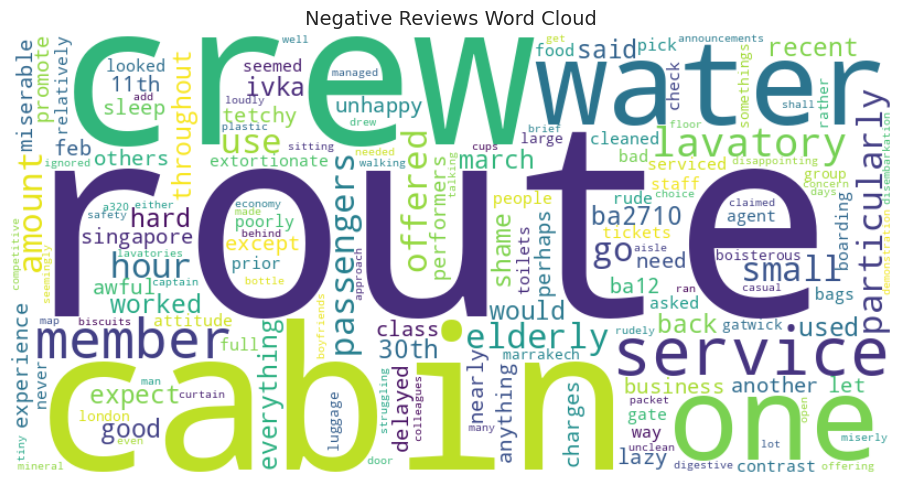 Negative Reviews Word Cloud
crew
water
route
cabin
one
service
member
lavatory
small
particularly
passengers
offered
elderly
hour
amount
throughout
use
go
ivka
tetchy
unhappy
said
recent
food
pick
check
somethings
rather
shall
announcements
get
well
managed
loudly
plastic
drew
sitting
brief
cups
large
cleaned
floor
needed
walking
talking
ignored
add
seemed
looked
11th
sleep
promote
relatively
miserable
feb
others
extortionate
march
performers
shame
people
bad
serviced
staff
rude
choice
disappointing
group
concern
days
claimed
agent
boarding
disembarkation
demonstration
tickets
ba2710
toilets
perhaps
need
aisle
boisterous
ran
casual
bags
ba12
asked
would
back
gatwick
used
marrakech
class
30th
delayed
colleagues
nearly
anything
many
charges
business
another
let
gate
packet
open
way
unclean
lot
miserly
lazy
digestive
contrast
offering
rudely
struggling
door
luggage
boyfriends
everything
full
attitude
bottle
prior
behind
approach
except
made
poorly
economy
hard
either
a320
safety
singapore
lavatories
captain
awful
worked
biscuits
map
seemingly
competitive
experience
never
expect
man
curtain
london
good
even
tiny
mineral